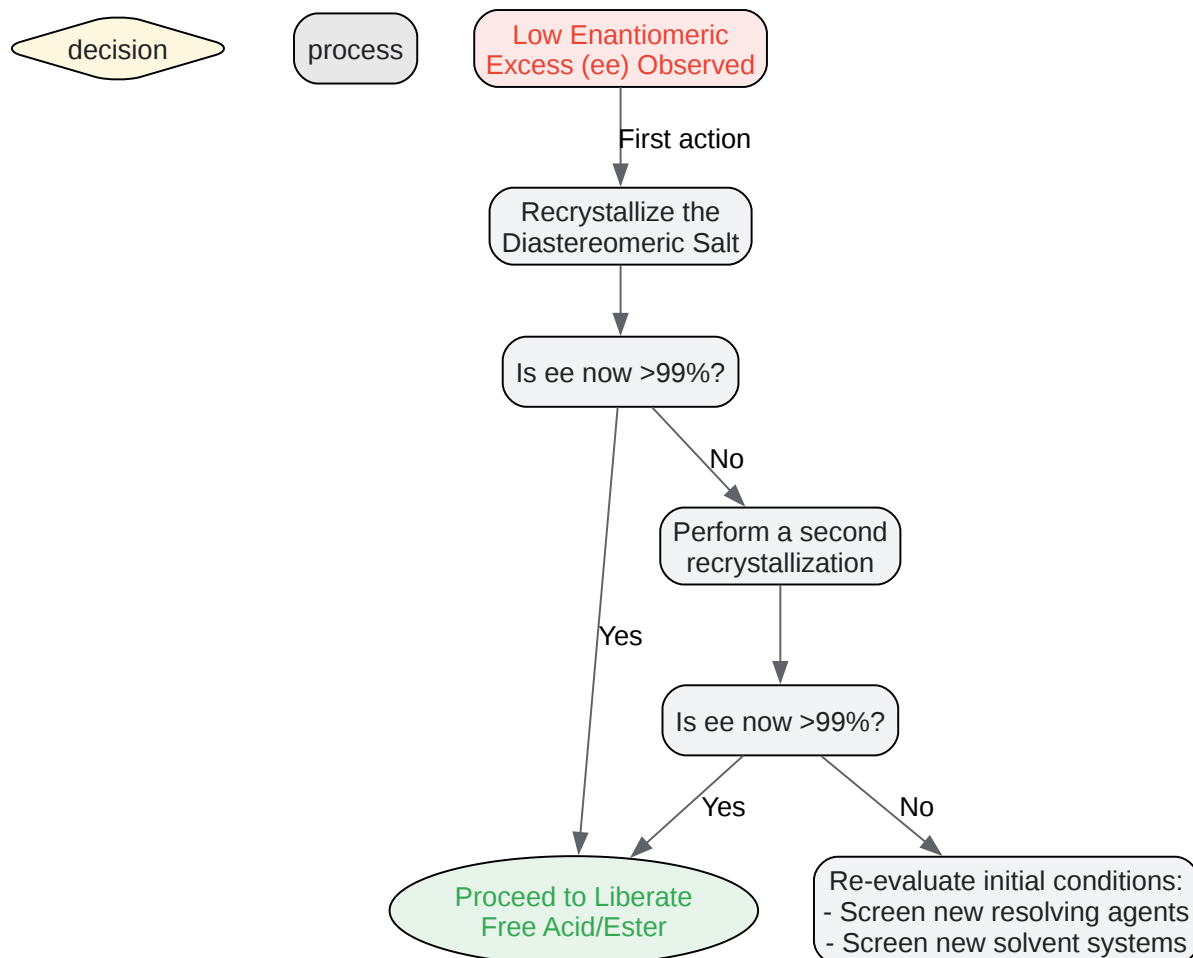 decision
process
Low Enantiomeric
Excess (ee) Observed
First action
Recrystallize the
Diastereomeric Salt
Is ee now >99%?
No
Perform a second
recrystallization
Yes
Is ee now >99%?
Yes
No
Proceed to Liberate
Free Acid/Ester
Re-evaluate initial conditions:
- Screen new resolving agents
- Screen new solvent systems